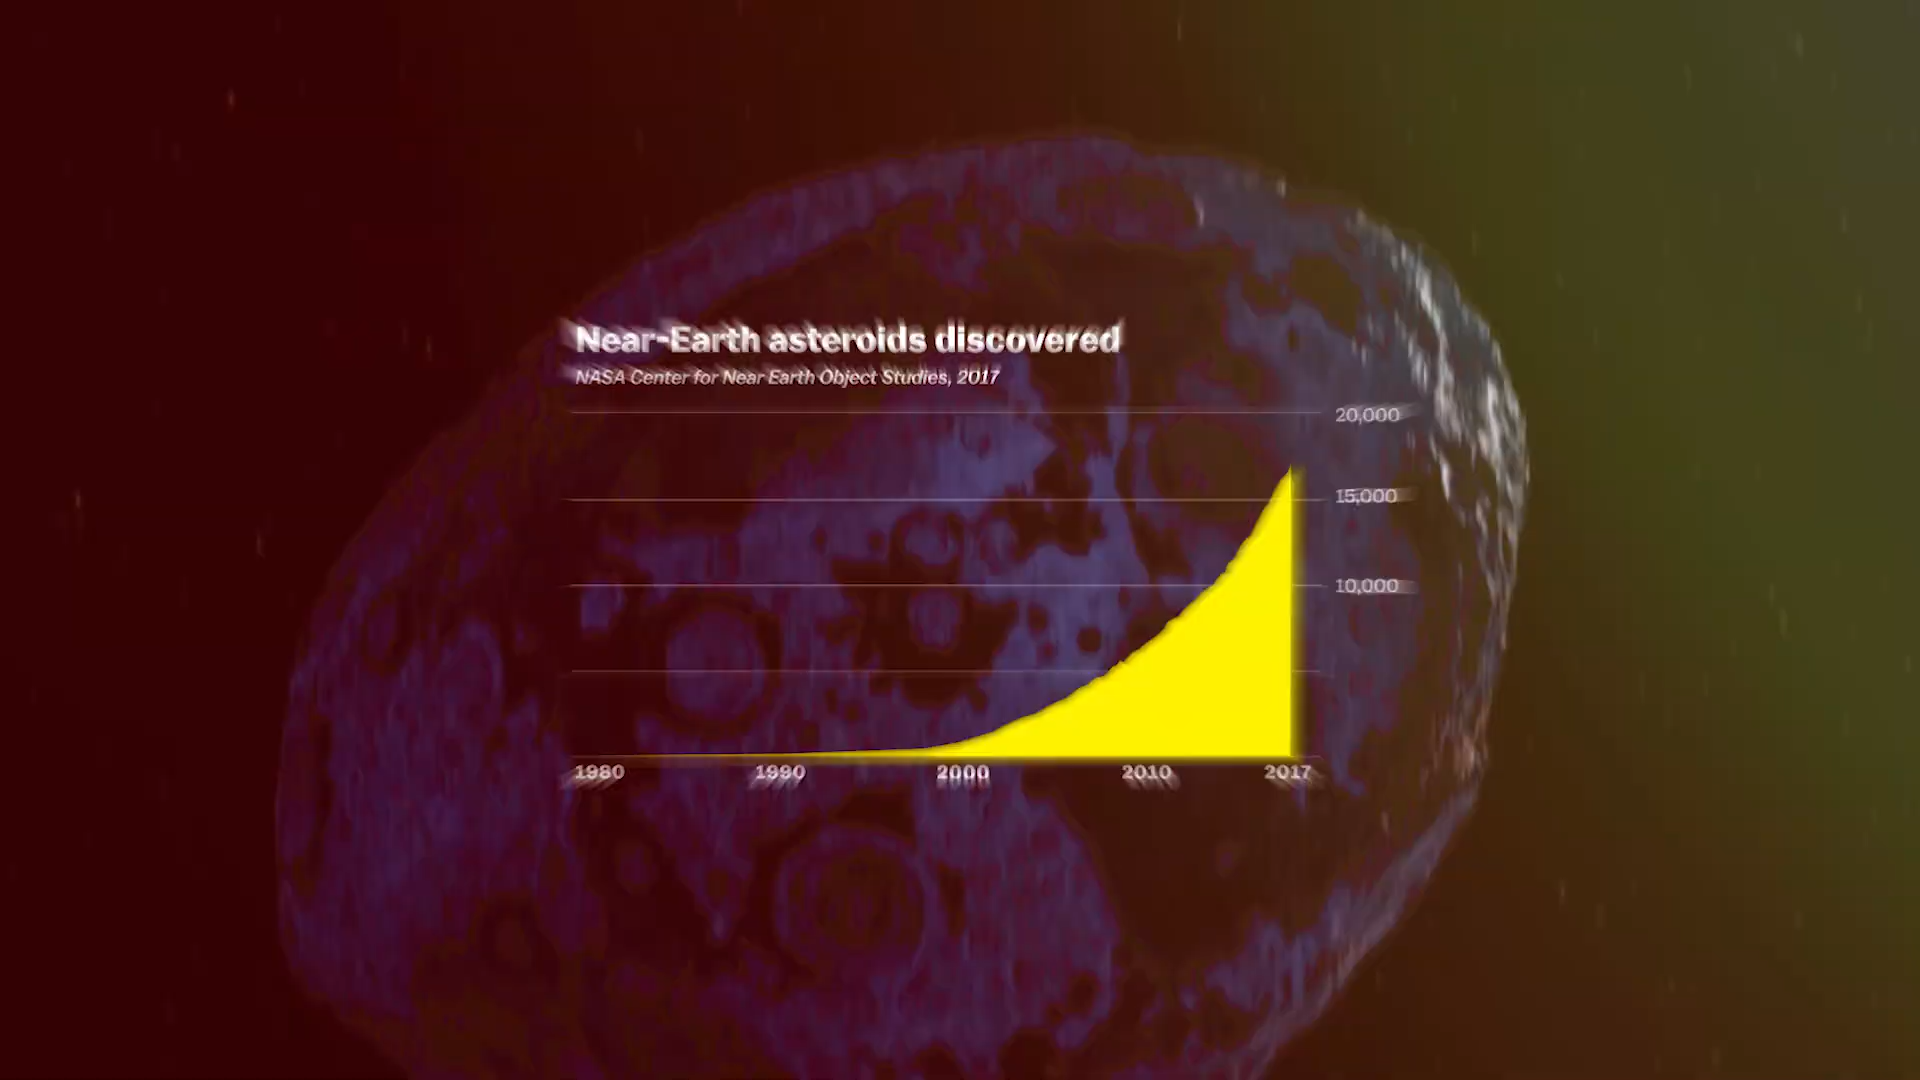 Near-Earth asteroids discovered
NASA Center for Near Earth Object Studies, 2017
20,000
15,000
10,000
1980 1990 2000 2010 2017